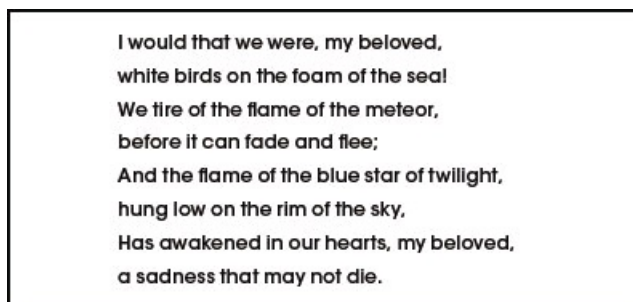 I would that we were, my beloved,
white birds on the foam of the sea!
We tire of the flame of the meteor,
before it can fade and flee;
And the flame of the blue star of twilight,
hung low on the rim of the sky,
Has awakened in our hearts, my beloved,
a sadness that may not die.